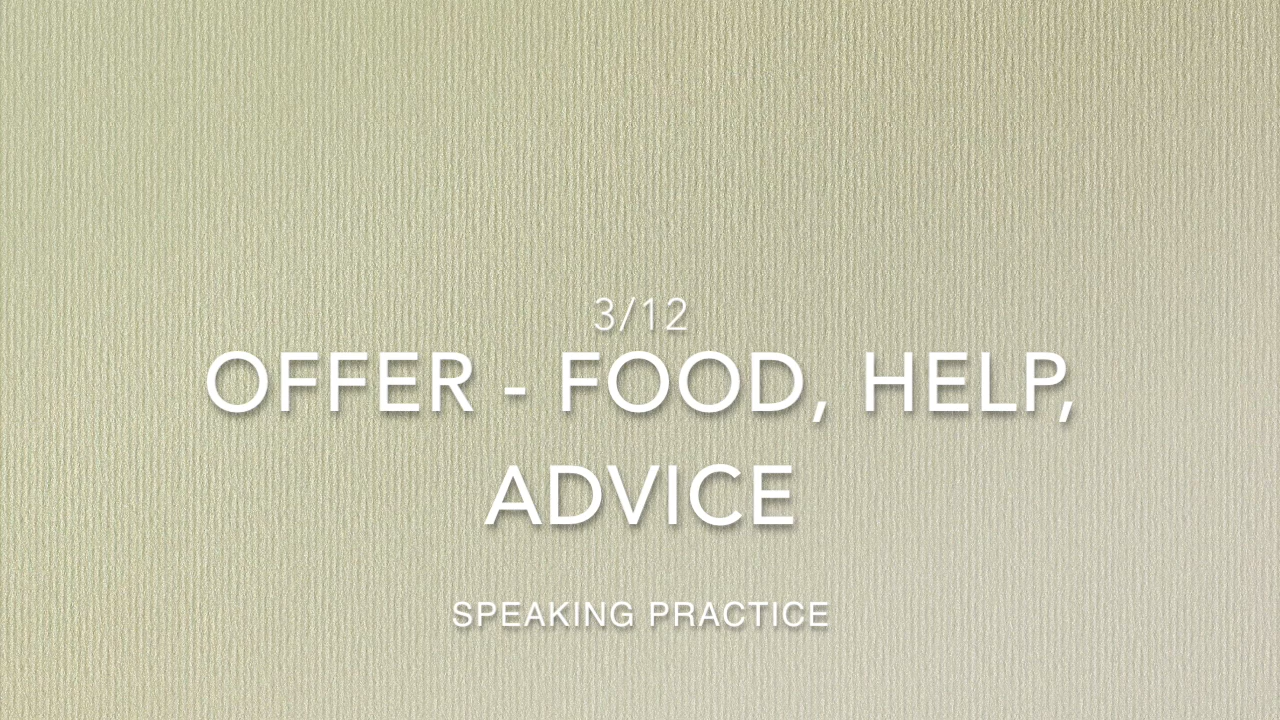 3/12
OFFER - FOOD, HELP,
ADVICE
SPEAKING PRACTICE